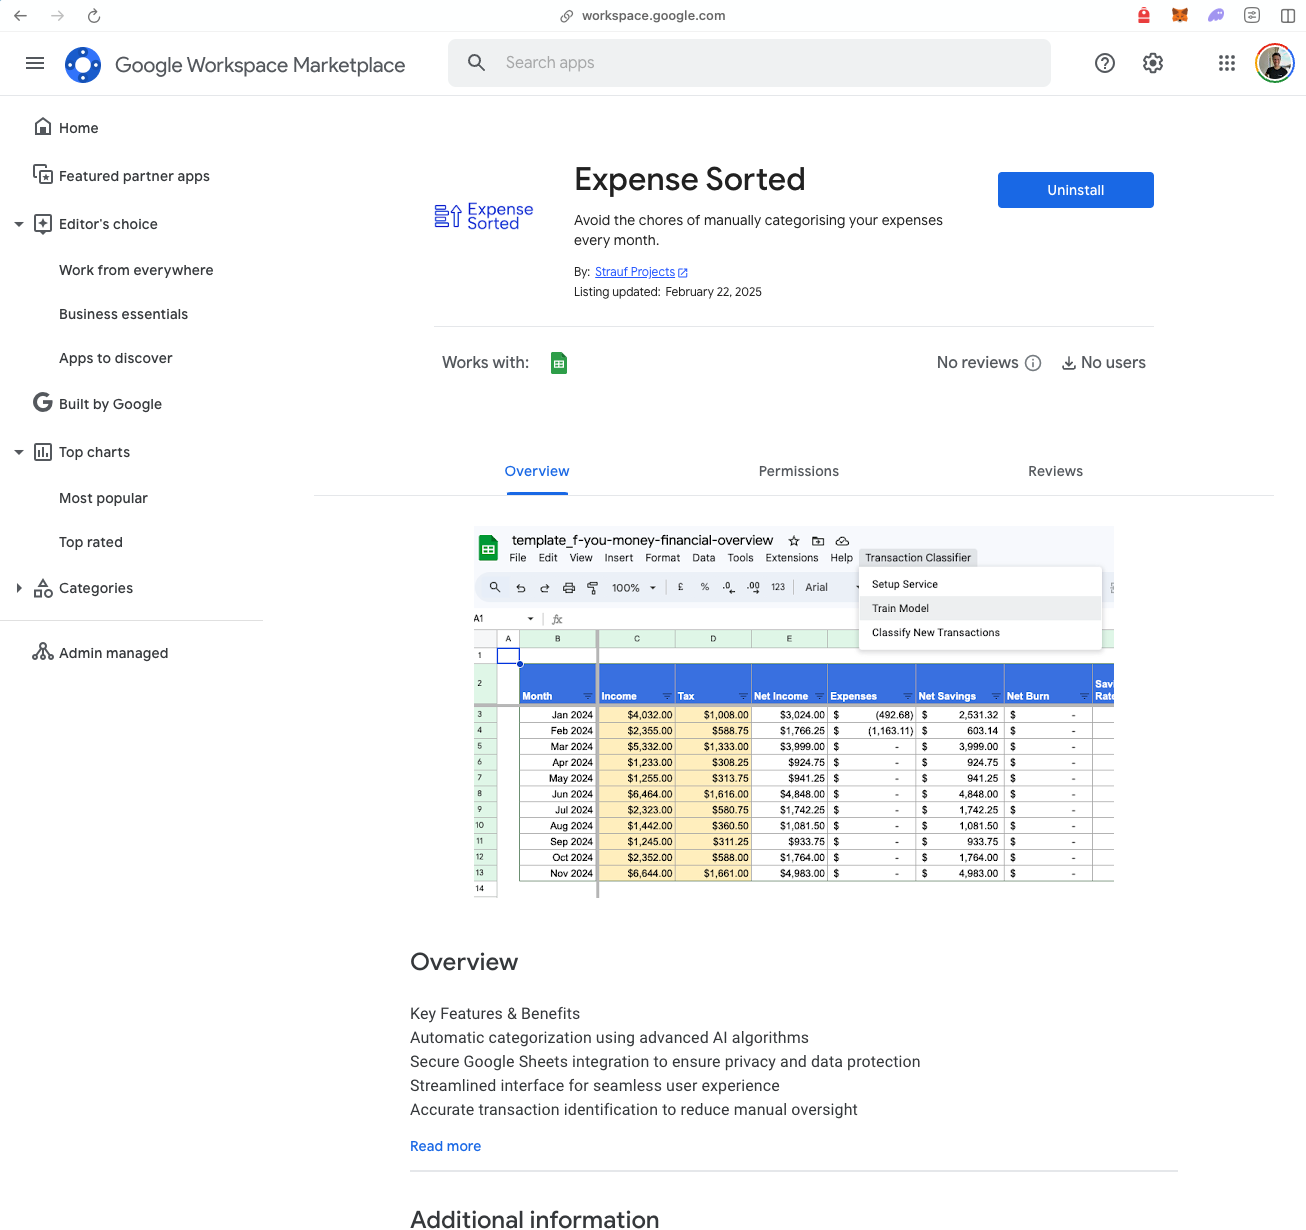 workspace.google.com
Google Workspace Marketplace
Search apps
Home
Featured partner apps
Editor's choice
Work from everywhere
Business essentials
Apps to discover
Built by Google
Top charts
Most popular
Top rated
Categories
Admin managed
Expense Sorted
Expense Sorted
Avoid the chores of manually categorising your expenses
every month.
By: Strauf Projects
Listing updated: February 22, 2025
Uninstall
Works with:
No reviews
No users
Overview
Permissions
Reviews
template_f-you-money-financial-overview
File Edit View Insert Format Data Tools Extensions Help Transaction Classifier
100% £ % .0 .00 123 Arial
Setup Service
Train Model
Classify New Transactions
A1 fx
A B C D E
1
2 Month Income Tax Net Income Expenses Net Savings Net Burn Savi Rate
3 Jan 2024 $4,032.00 $1,008.00 $3,024.00 $ (492.68) $ 2,531.32 $ -
4 Feb 2024 $2,355.00 $588.75 $1,766.25 $ (1,163.11) $ 603.14 $ -
5 Mar 2024 $5,332.00 $1,333.00 $3,999.00 $ - $ 3,999.00 $ -
6 Apr 2024 $1,233.00 $308.25 $924.75 $ - $ 924.75 $ -
7 May 2024 $1,255.00 $313.75 $941.25 $ - $ 941.25 $ -
8 Jun 2024 $6,464.00 $1,616.00 $4,848.00 $ - $ 4,848.00 $ -
9 Jul 2024 $2,323.00 $580.75 $1,742.25 $ - $ 1,742.25 $ -
10 Aug 2024 $1,442.00 $360.50 $1,081.50 $ - $ 1,081.50 $ -
11 Sep 2024 $1,245.00 $311.25 $933.75 $ - $ 933.75 $ -
12 Oct 2024 $2,352.00 $588.00 $1,764.00 $ - $ 1,764.00 $ -
13 Nov 2024 $6,644.00 $1,661.00 $4,983.00 $ - $ 4,983.00 $ -
14
Overview
Key Features & Benefits
Automatic categorization using advanced AI algorithms
Secure Google Sheets integration to ensure privacy and data protection
Streamlined interface for seamless user experience
Accurate transaction identification to reduce manual oversight
Read more
Additional information